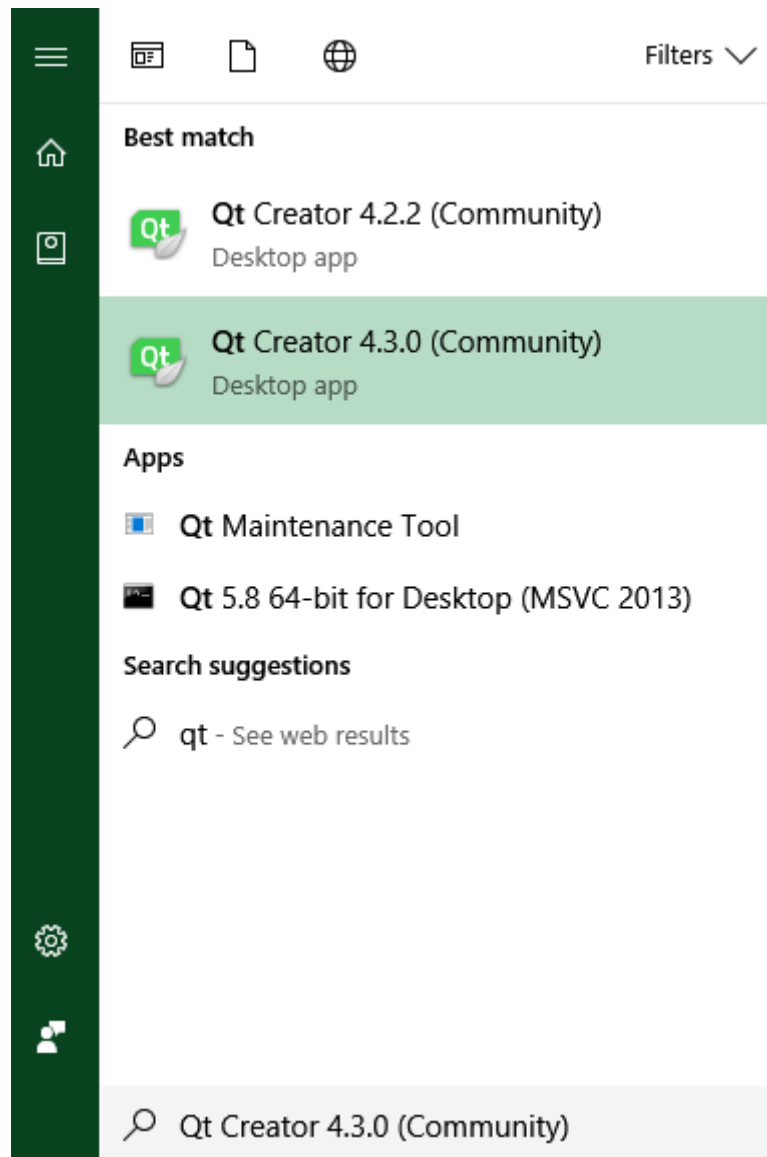 Filters
Best match
Qt
Qt Creator 4.2.2 (Community)
Desktop app
Qt
Qt Creator 4.3.0 (Community)
Desktop app
Apps
Qt Maintenance Tool
Qt 5.8 64-bit for Desktop (MSVC 2013)
Search suggestions
qt - See web results
Qt Creator 4.3.0 (Community)